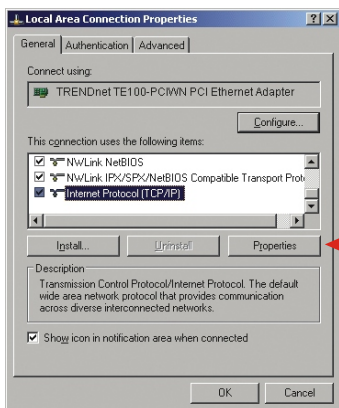 Local Area Connection Properties
General Authentication Advanced
Connect using:
TRENDnet TE100-PCIWN PCI Ethernet Adapter
Configure...
This connection uses the following items:
NWLink NetBIOS
NWLink IPX/SPX/NetBIOS Compatible Transport Prot
Internet Protocol (TCP/IP)
Install... Uninstall Properties
Description
Transmission Control Protocol/Internet Protocol. The default
wide area network protocol that provides communication
across diverse interconnected networks.
Show icon in notification area when connected
OK Cancel